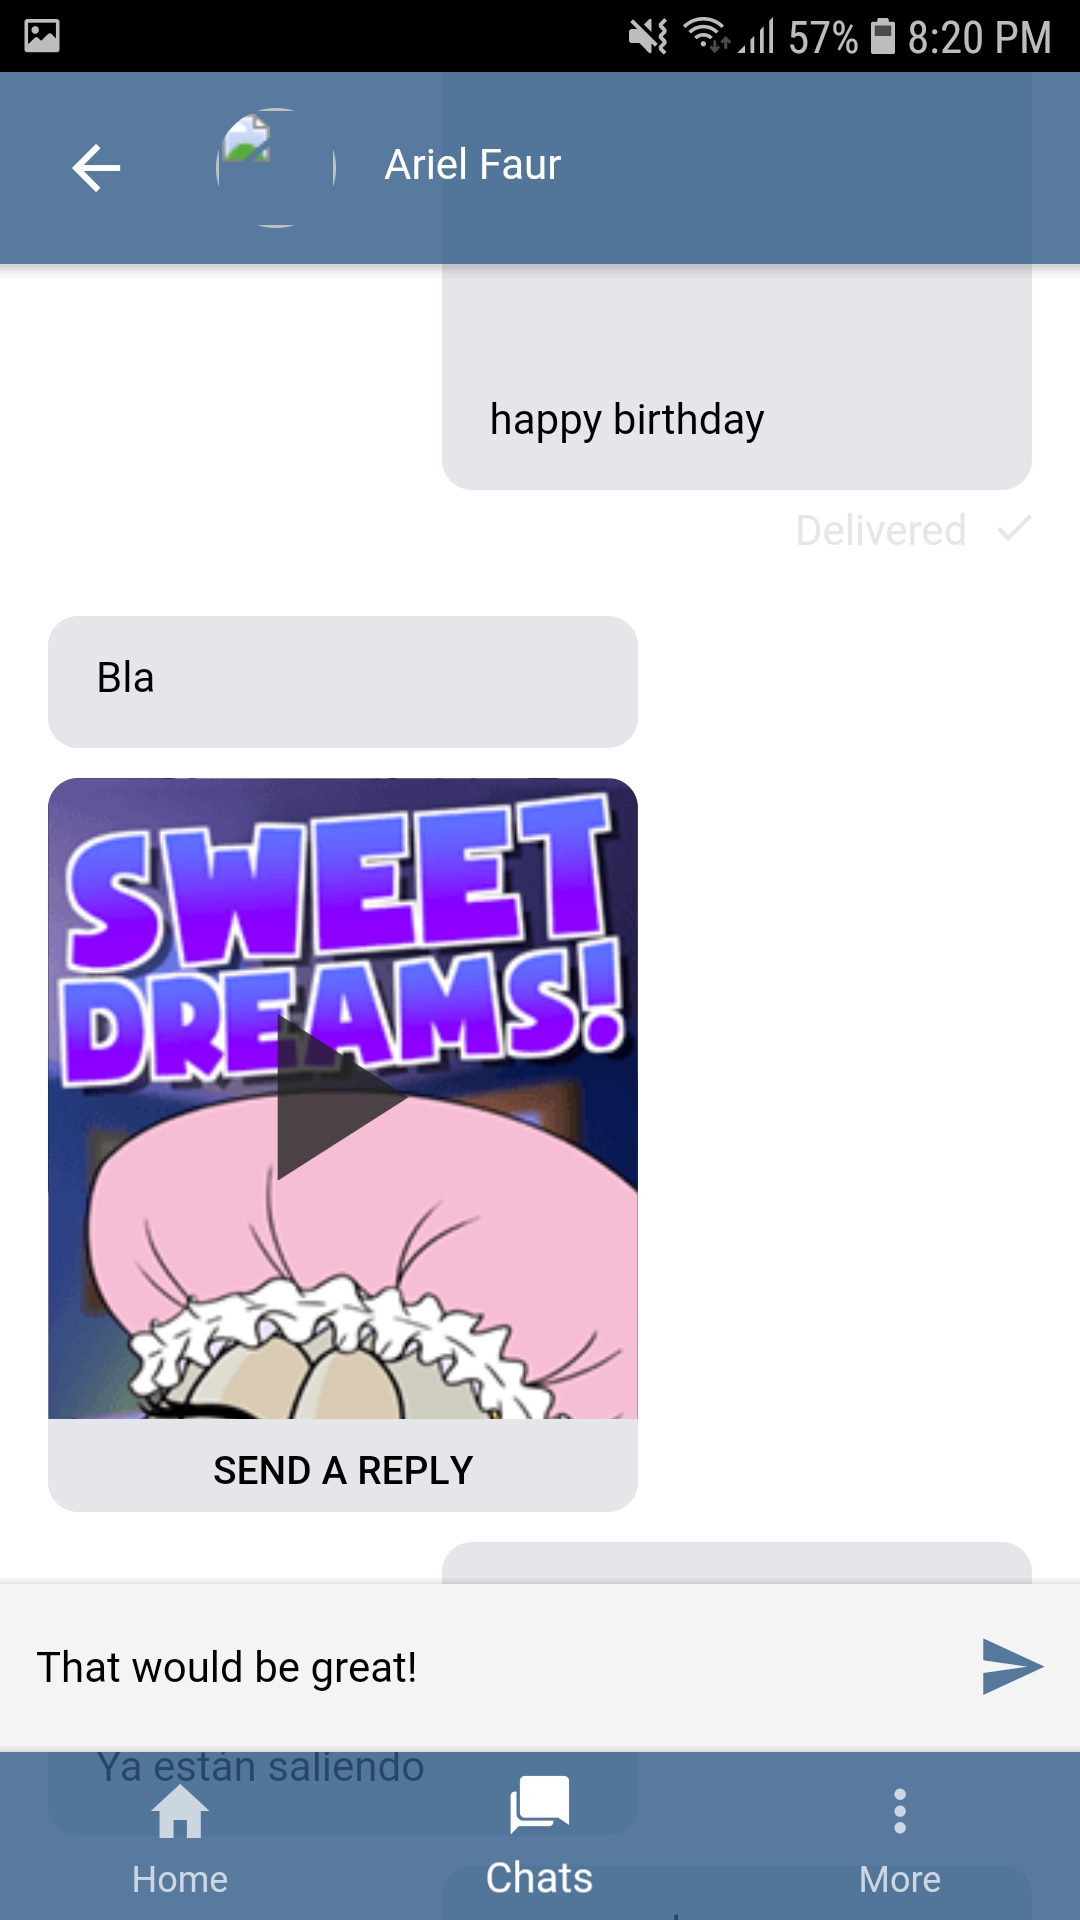 57% 8:20 PM
Ariel Faur
happy birthday
Delivered
Bla
SWEET
DREAMS!
SEND A REPLY
That would be great!
Ya están saliendo
Home
Chats
More